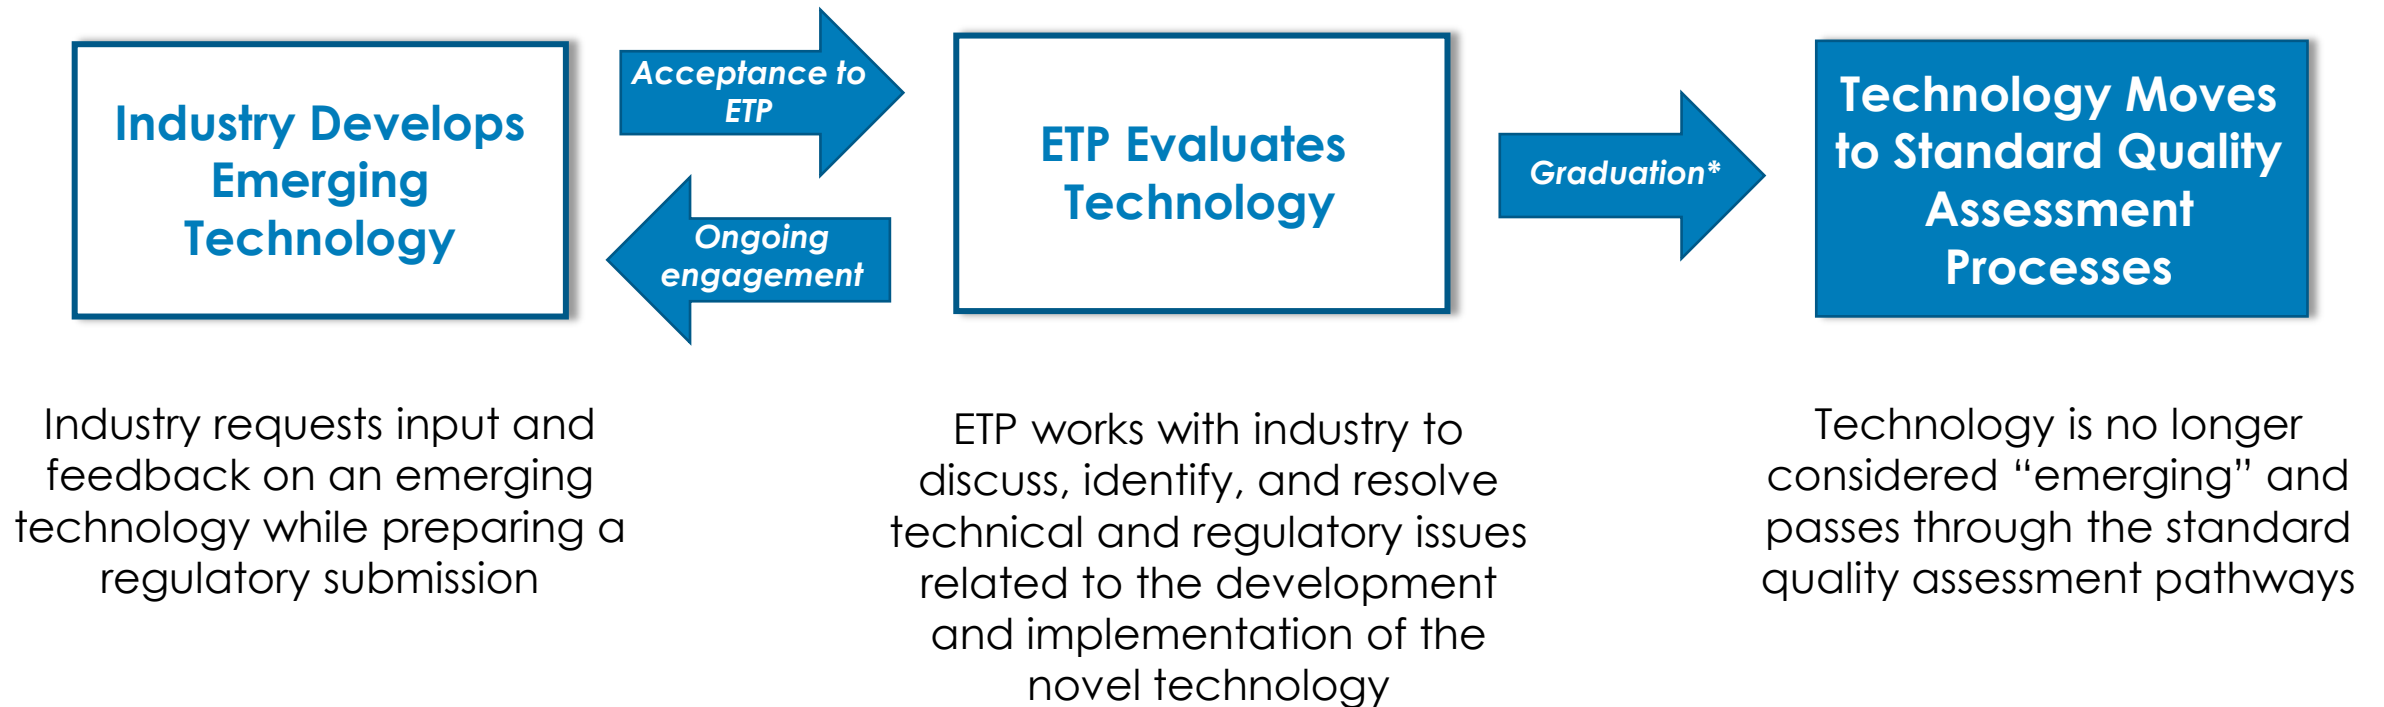 Industry Develops
Emerging
Technology
Acceptance to
ETP
Ongoing
engagement
ETP Evaluates
Technology
Graduation*
Technology Moves
to Standard Quality
Assessment
Processes
Industry requests input and
feedback on an emerging
technology while preparing a
regulatory submission
ETP works with industry to
discuss, identify, and resolve
technical and regulatory issues
related to the development
and implementation of the
novel technology
Technology is no longer
considered “emerging” and
passes through the standard
quality assessment pathways